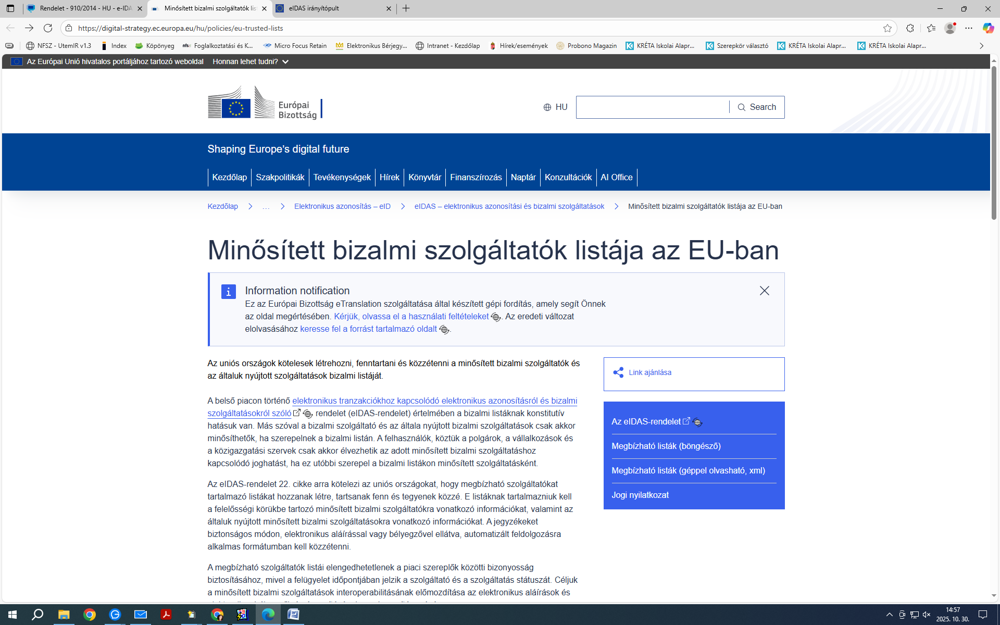 Rendelet - 910/2014 - HU - e-IDA
Minősített bizalmi szolgáltatók lis
eIDAS irányítópult
https://digital-strategy.ec.europa.eu/hu/policies/eu-trusted-lists
NFSZ - UtemIR v1.3
Index
Köpönyeg
nfsz
Foglalkoztatási és K...
Micro Focus Retain
Elektronikus Bérjegy...
Intranet - Kezdőlap
Hírek/események
Probono Magazin
KRÉTA Iskolai Alapr...
Szerepkör választó
KRÉTA Iskolai Alapr...
KRÉTA Iskolai Alapr...
Az Európai Unió hivatalos portáljához tartozó weboldal Honnan lehet tudni?
Európai
Bizottság
HU
Search
Shaping Europe’s digital future
Kezdőlap Szakpolitikák Tevékenységek Hírek Könyvtár Finanszírozás Naptár Konzultációk AI Office
Kezdőlap > ... > Elektronikus azonosítás – eID > eIDAS – elektronikus azonosítási és bizalmi szolgáltatások > Minősített bizalmi szolgáltatók listája az EU-ban
Minősített bizalmi szolgáltatók listája az EU-ban
Information notification
Ez az Európai Bizottság eTranslation szolgáltatása által készített gépi fordítás, amely segít Önnek
az oldal megértésében. Kérjük, olvassa el a használati feltételeket. Az eredeti változat
elolvasásához keresse fel a forrást tartalmazó oldalt.
Az uniós országok kötelesek létrehozni, fenntartani és közzétenni a minősített bizalmi szolgáltatók és
az általuk nyújtott szolgáltatások bizalmi listáját.
A belső piacon történő elektronikus tranzakciókhoz kapcsolódó elektronikus azonosításról és bizalmi
szolgáltatásokról szóló rendelet (eIDAS-rendelet) értelmében a bizalmi listáknak konstitutív
hatásuk van. Más szóval a bizalmi szolgáltató és az általa nyújtott bizalmi szolgáltatások csak akkor
minősíthetők, ha szerepelnek a bizalmi listán. A felhasználók, köztük a polgárok, a vállalkozások és
a közigazgatási szervek csak akkor élvezhetik az adott minősített bizalmi szolgáltatáshoz
kapcsolódó joghatást, ha ez utóbbi szerepel a bizalmi listákon minősített szolgáltatásként.
Az eIDAS-rendelet 22. cikke arra kötelezi az uniós országokat, hogy megbízható szolgáltatókat
tartalmazó listákat hozzanak létre, tartsanak fenn és tegyenek közzé. E listáknak tartalmazniuk kell
a felelősségi körükbe tartozó minősített bizalmi szolgáltatókra vonatkozó információkat, valamint az
általuk nyújtott minősített bizalmi szolgáltatásokra vonatkozó információkat. A jegyzékeket
biztonságos módon, elektronikus aláírással vagy bélyegzővel ellátva, automatizált feldolgozásra
alkalmas formátumban kell közzétenni.
A megbízható szolgáltatók listái elengedhetetlenek a piaci szereplők közötti bizonyosság
biztosításához, mivel a felügyelet időpontjában jelzik a szolgáltató és a szolgáltatás státuszát. Céljuk
a minősített bizalmi szolgáltatások interoperabilitásának előmozdítása az elektronikus aláírások és
Link ajánlása
Az eIDAS-rendelet
Megbízható listák (böngésző)
Megbízható listák (géppel olvasható, xml)
Jogi nyilatkozat
14:57
2025. 10. 30.